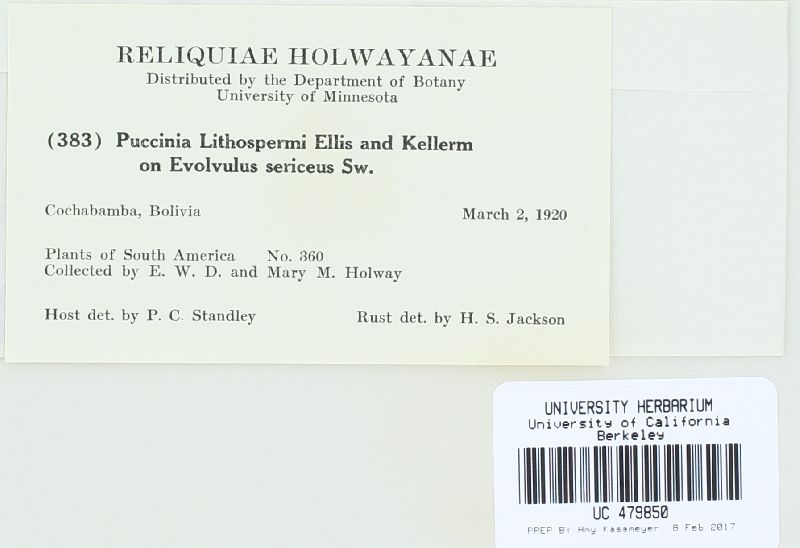 RELIQUIAE HOLWAYANAE
Distributed by the Department of Botany
University of Minnesota
(383) Puccinia Lithospermi Ellis and Kellerm
on Evolvulus sericeus Sw.
Cochabamba, Bolivia March 2, 1920
Plants of South America No. 360
Collected by E. W. D. and Mary M. Holway
Host det. by P. C. Standley Rust det. by H. S. Jackson
UNIVERSITY HERBARIUM
University of California
Berkeley
UC 479850
PREP BY Amy Kasameyer, 8 Feb 2017